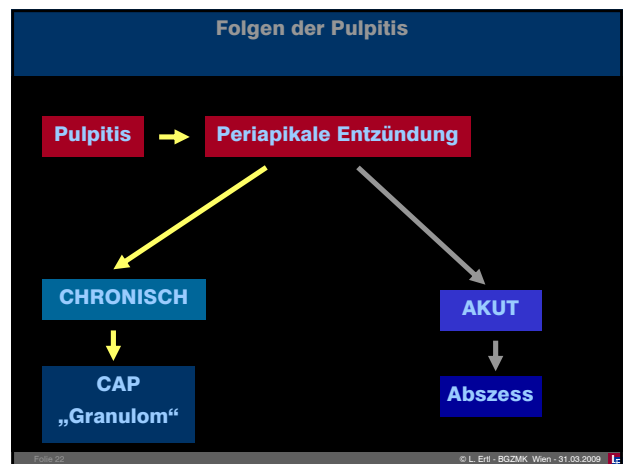 Folgen der Pulpitis
Pulpitis
Periapikale Entzündung
CHRONISCH
AKUT
CAP
„Granulom“
Abszess
Folie 22
© L. Ertl - BGZMK Wien - 31.03.2009